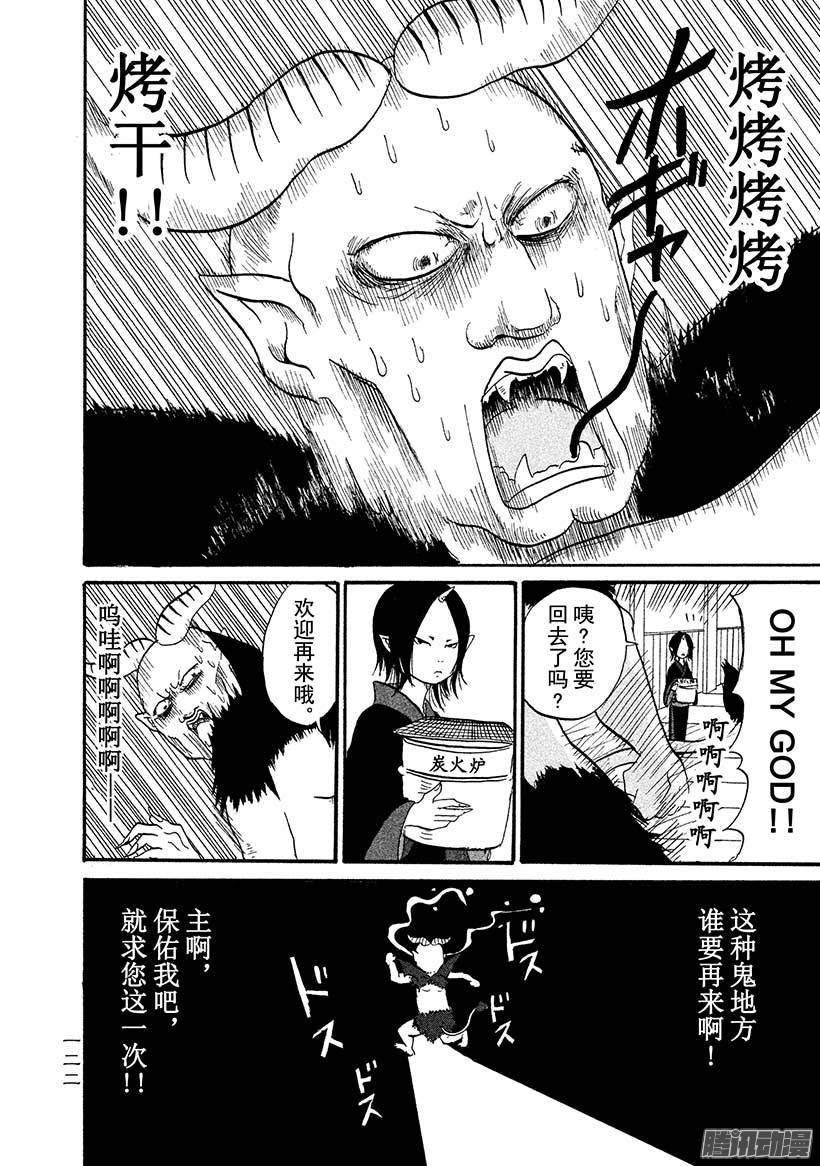 烤烤烤烤
オギャ
烤干!!
OH MY GOD!!
啊啊啊啊啊
咦?您要
回去了吗?
炭火炉
欢迎再来哦。
呜哇啊啊啊啊啊——
这种鬼地方
谁要再来啊!
ドドス
ドスドス
主啊,
保佑我吧,
就求您这一次!!
一二二
腾讯动漫